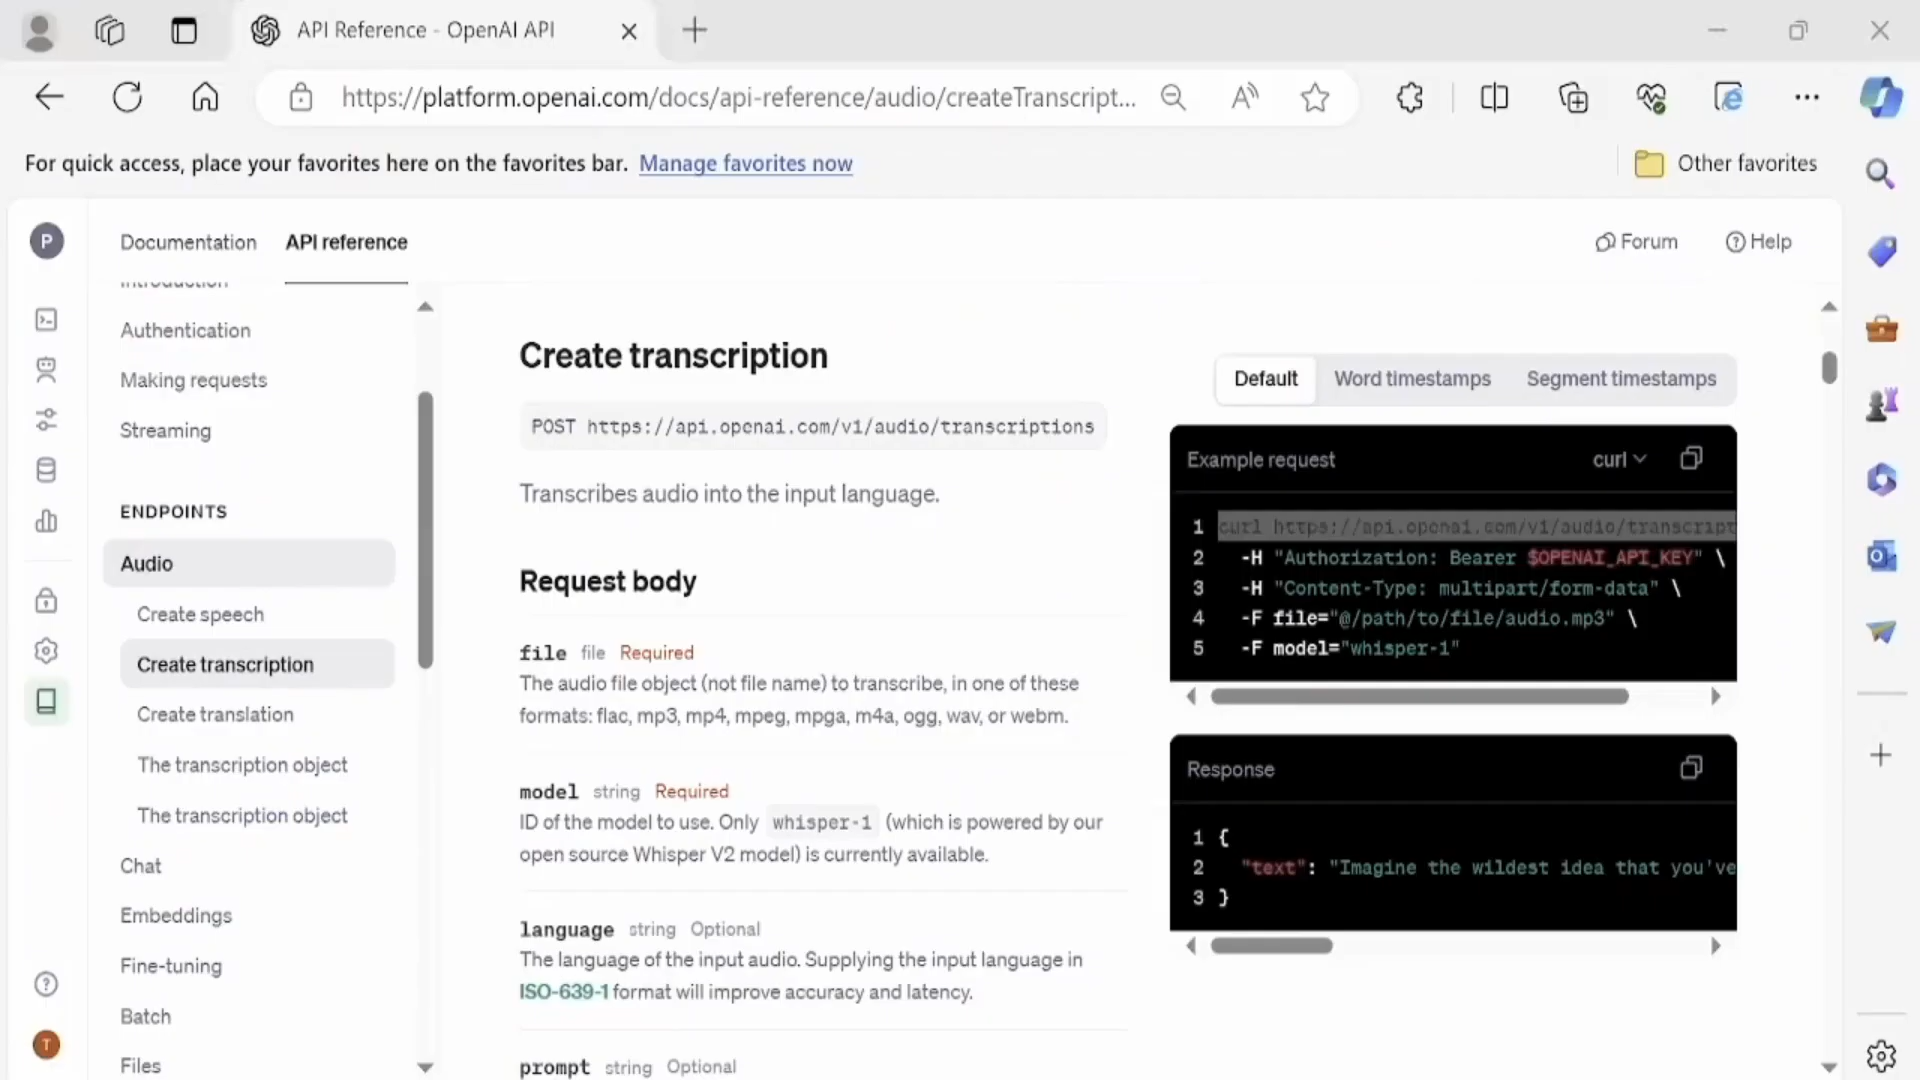 API Reference - OpenAI API
https://platform.openai.com/docs/api-reference/audio/createTranscript...
For quick access, place your favorites here on the favorites bar. Manage favorites now
Other favorites
P
Documentation
API reference
Forum
Help
Introduction
Authentication
Making requests
Streaming
ENDPOINTS
Audio
Create speech
Create transcription
Create translation
The transcription object
The transcription object
Chat
Embeddings
Fine-tuning
Batch
Files
T
Create transcription
POST https://api.openai.com/v1/audio/transcriptions
Transcribes audio into the input language.
Request body
file file Required
The audio file object (not file name) to transcribe, in one of these
formats: flac, mp3, mp4, mpeg, mpga, m4a, ogg, wav, or webm.
model string Required
ID of the model to use. Only whisper-1 (which is powered by our
open source Whisper V2 model) is currently available.
language string Optional
The language of the input audio. Supplying the input language in
ISO-639-1 format will improve accuracy and latency.
prompt string Optional
Default Word timestamps Segment timestamps
Example request
curl
1 curl https://api.openai.com/v1/audio/transcript
2 -H "Authorization: Bearer $OPENAI_API_KEY" \
3 -H "Content-Type: multipart/form-data" \
4 -F file="@/path/to/file/audio.mp3" \
5 -F model="whisper-1"
Response
1 {
2 "text": "Imagine the wildest idea that you've
3 }